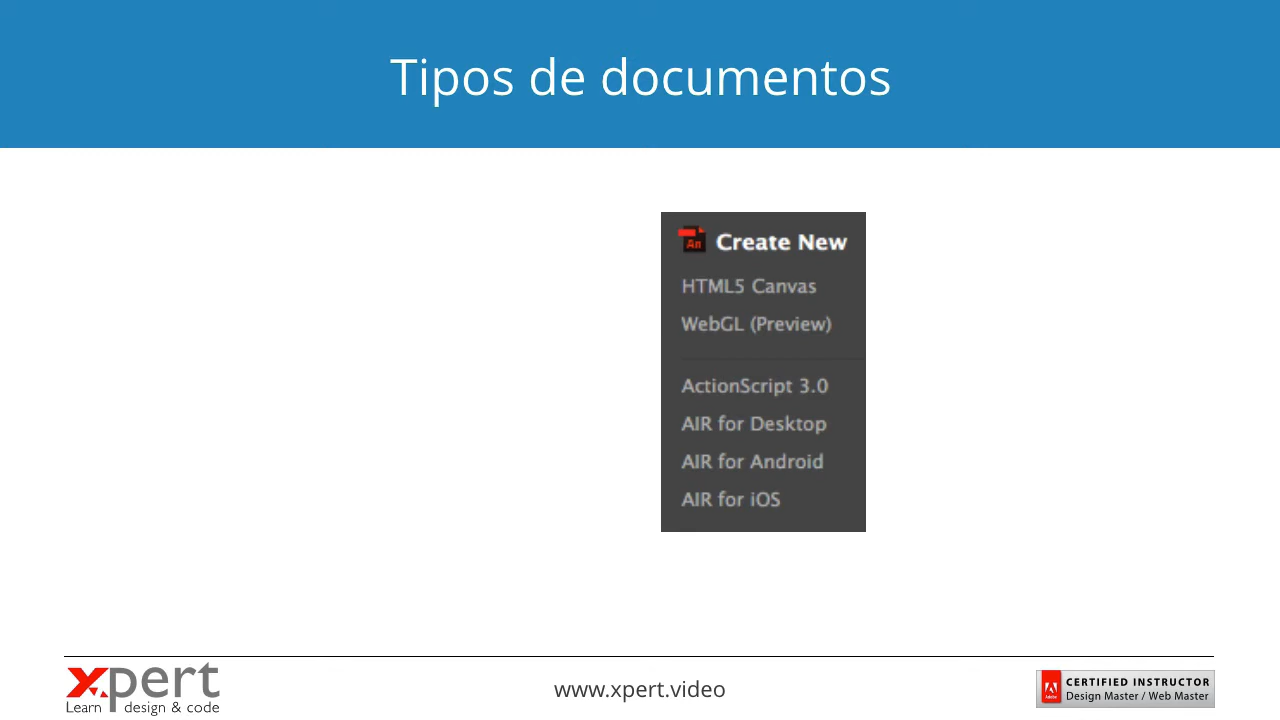 Tipos de documentos
An Create New
HTML5 Canvas
WebGL (Preview)
ActionScript 3.0
AIR for Desktop
AIR for Android
AIR for iOS
xpert
Learn design & code
www.xpert.video
Adobe
CERTIFIED INSTRUCTOR
Design Master / Web Master